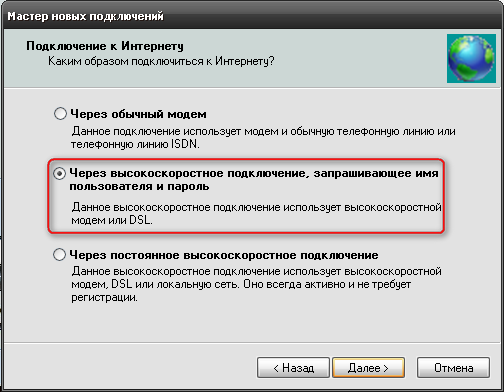 Мастер новых подключений
Подключение к Интернету
Каким образом подключиться к Интернету?
Через обычный модем
Данное подключение использует модем и обычную телефонную линию или
телефонную линию ISDN.
Через высокоскоростное подключение, запрашивающее имя
пользователя и пароль
Данное высокоскоростное подключение использует высокоскоростной
модем или DSL.
Через постоянное высокоскоростное подключение
Данное высокоскоростное подключение использует высокоскоростной
модем, DSL или локальную сеть. Оно всегда активно и не требует
регистрации.
< Назад Далее > Отмена